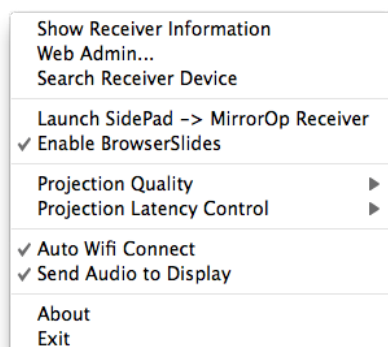 Show Receiver Information
Web Admin...
Search Receiver Device
Launch SidePad -> MirrorOp Receiver
Enable BrowserSlides
Projection Quality
Projection Latency Control
Auto Wifi Connect
Send Audio to Display
About
Exit